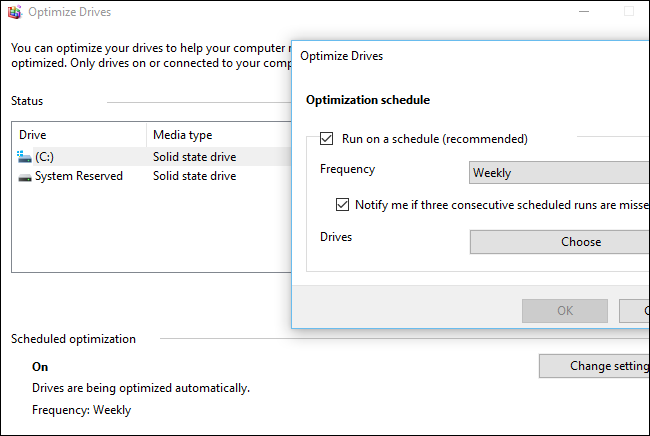 Optimize Drives
You can optimize your drives to help your computer
optimized. Only drives on or connected to your
Status
Drive Media type
(C:) Solid state drive
System Reserved Solid state drive
Scheduled optimization
On
Drives are being optimized automatically.
Frequency: Weekly
Change
Optimize Drives
Optimization schedule
Run on a schedule (recommended)
Frequency Weekly
Notify me if three consecutive scheduled runs are
Drives Choose
OK